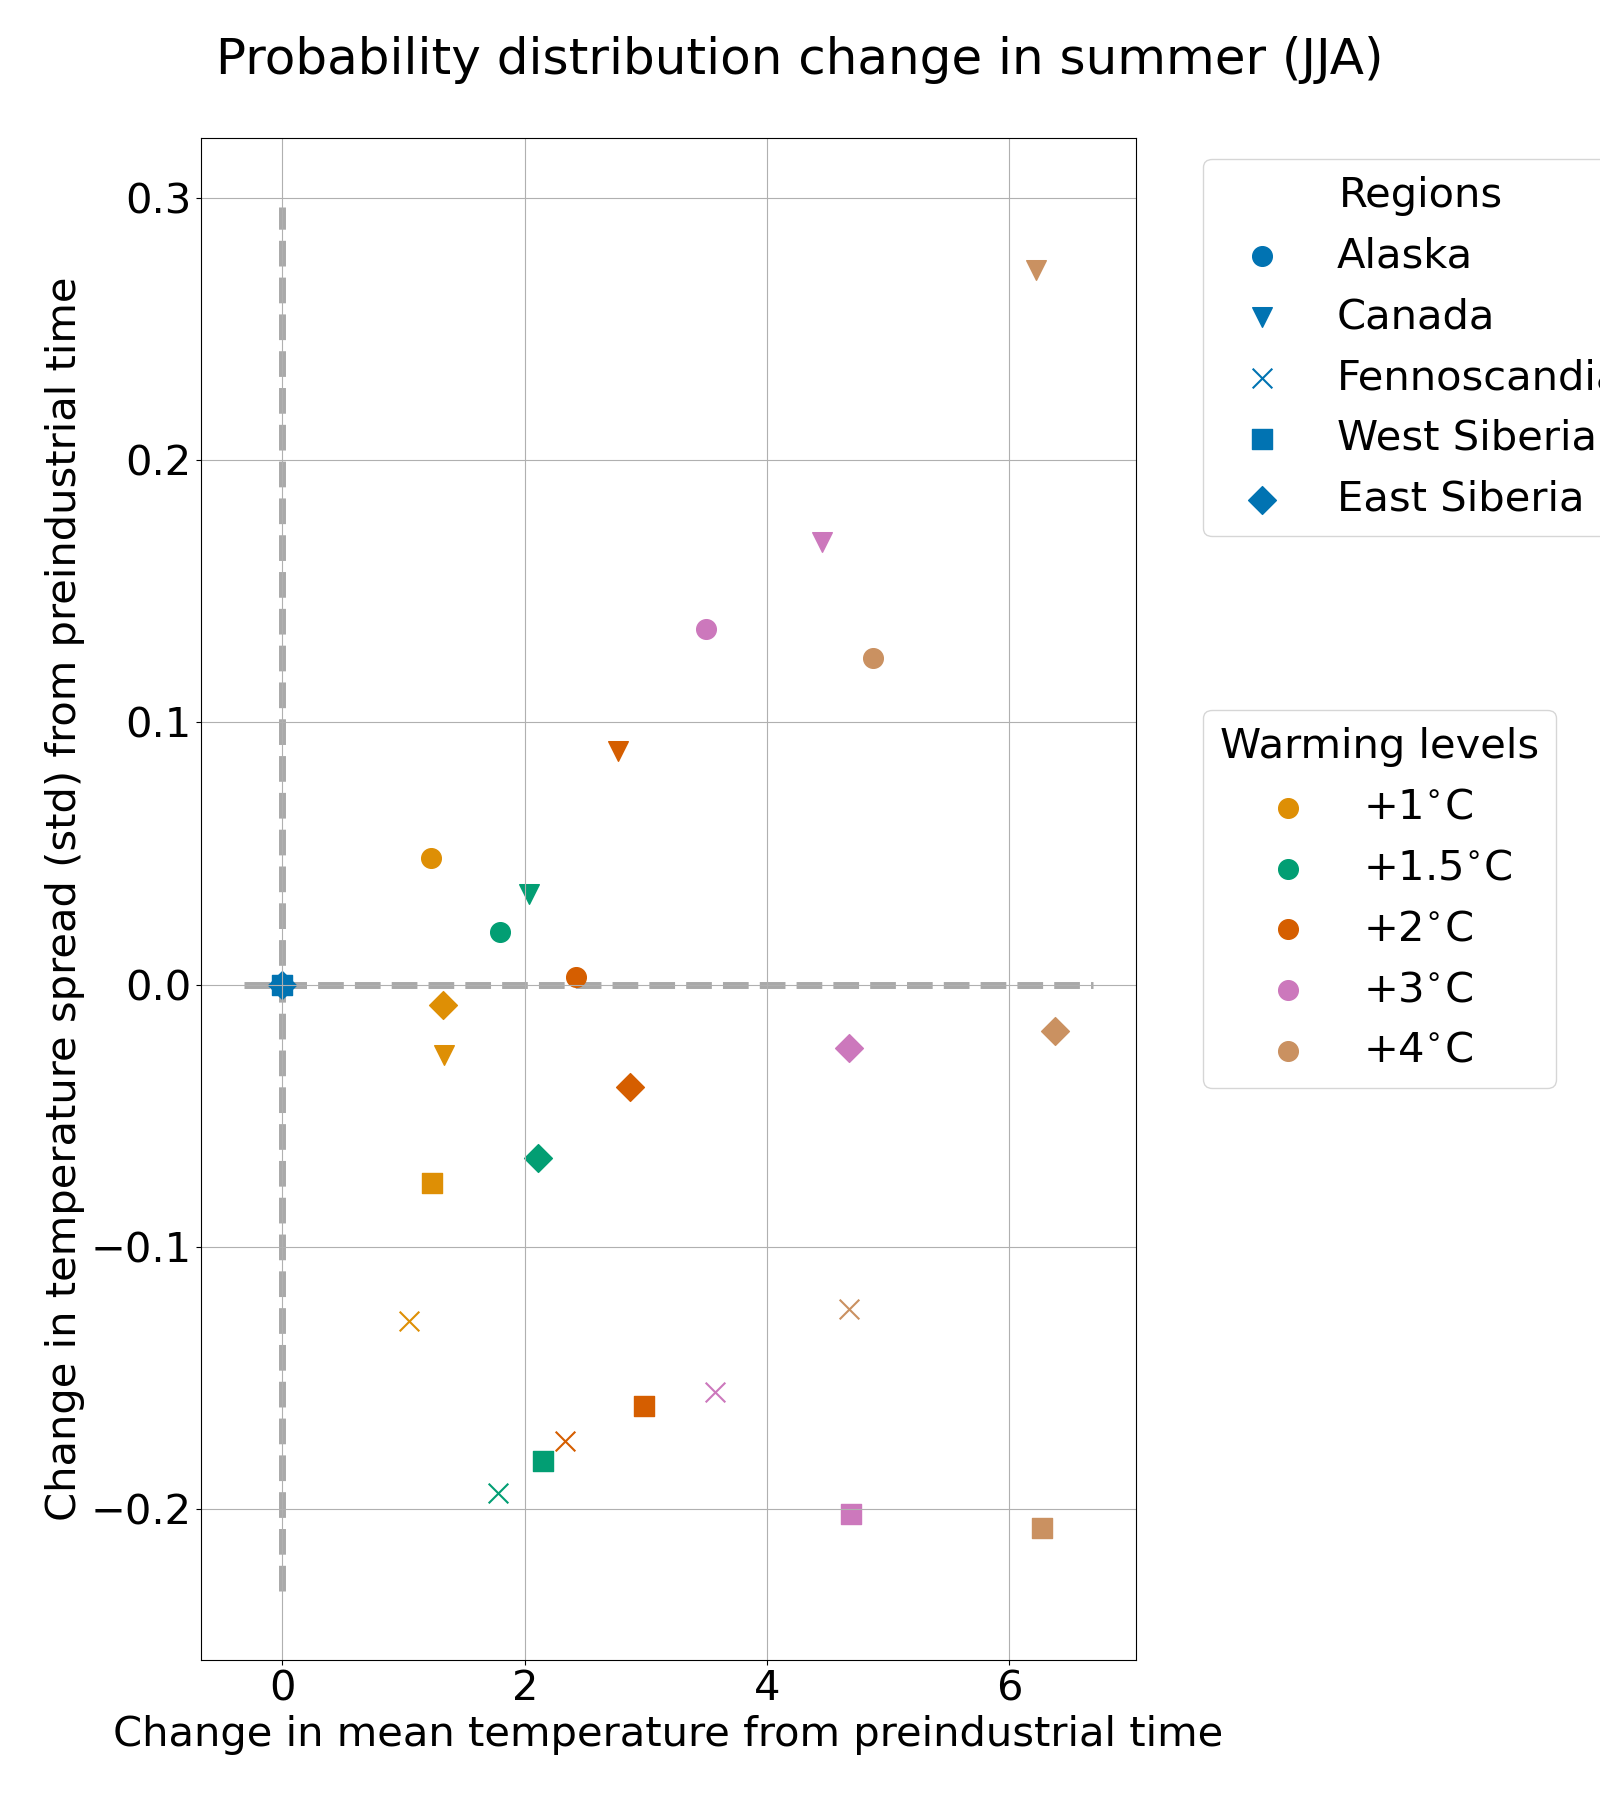 Probability distribution change in summer (JJA)
Change in temperature spread (std) from preindustrial time
0.3
0.2
0.1
0.0
−0.1
−0.2
0
2
4
6
Change in mean temperature from preindustrial time
Regions
Alaska
Canada
Fennoscandia
West Siberia
East Siberia
Warming levels
+1°C
+1.5°C
+2°C
+3°C
+4°C